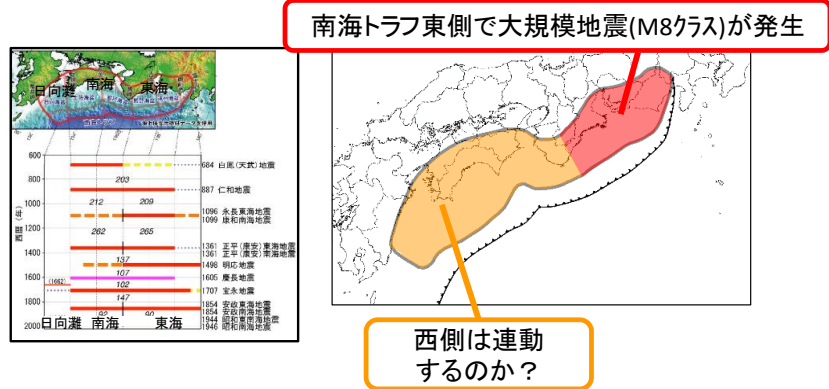 南海トラフ東側で大規模地震(M8クラス)が発生
日向灘 南海 東海
600
684 白鳳(天武)地震
203
800
887 仁和地震
212 209
1000
1096 永長東海地震
1099 康和南海地震
262 265
1200
西暦(年)
1361 正平(康安)東海地震
1361 正平(康安)南海地震
1400
137
1498 明応地震
107
1600
1605 慶長地震
(1662)
102
1707 宝永地震
147
1800
1854 安政東海地震
1854 安政南海地震
92 90
1944 昭和東南海地震
1946 昭和南海地震
2000
日向灘 南海 東海
西側は連動
するのか？